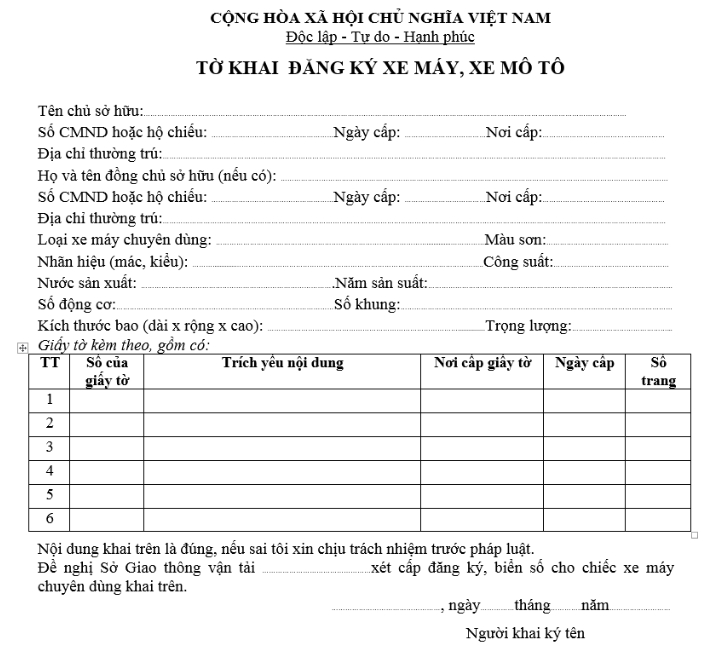 CỘNG HÒA XÃ HỘI CHỦ NGHĨA VIỆT NAM
Độc lập - Tự do - Hạnh phúc
TỜ KHAI ĐĂNG KÝ XE MÁY, XE MÔ TÔ
Tên chủ sở hữu:
Số CMND hoặc hộ chiếu: Ngày cấp: Nơi cấp:
Địa chỉ thường trú:
Họ và tên đồng chủ sở hữu (nếu có):
Số CMND hoặc hộ chiếu: Ngày cấp: Nơi cấp:
Địa chỉ thường trú:
Loại xe máy chuyên dùng: Màu sơn:
Nhãn hiệu (mác, kiểu): Công suất:
Nước sản xuất: .Năm sản suất:
Số động cơ: Số khung:
Kích thước bao (dài x rộng x cao): Trọng lượng:
Giấy tờ kèm theo, gồm có:
TT Số của giấy tờ Trích yếu nội dung Nơi cấp giấy tờ Ngày cấp Số trang
1
2
3
4
5
6
Nội dung khai trên là đúng, nếu sai tôi xin chịu trách nhiệm trước pháp luật.
Đề nghị Sở Giao thông vận tải xét cấp đăng ký, biển số cho chiếc xe máy
chuyên dùng khai trên.
, ngày tháng năm
Người khai ký tên